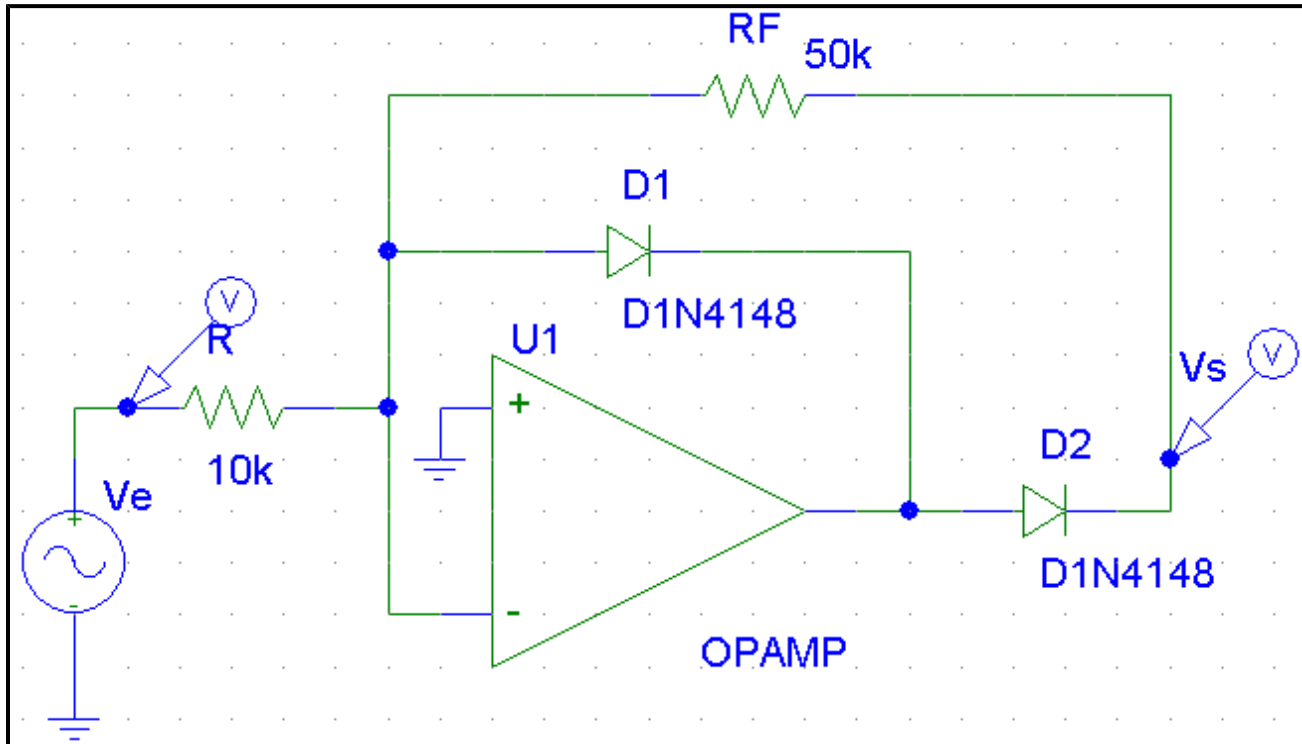 RF
50k
D1
D1N4148
V
R
10k
Ve
+
-
U1
+
-
OPAMP
Vs
V
D2
D1N4148